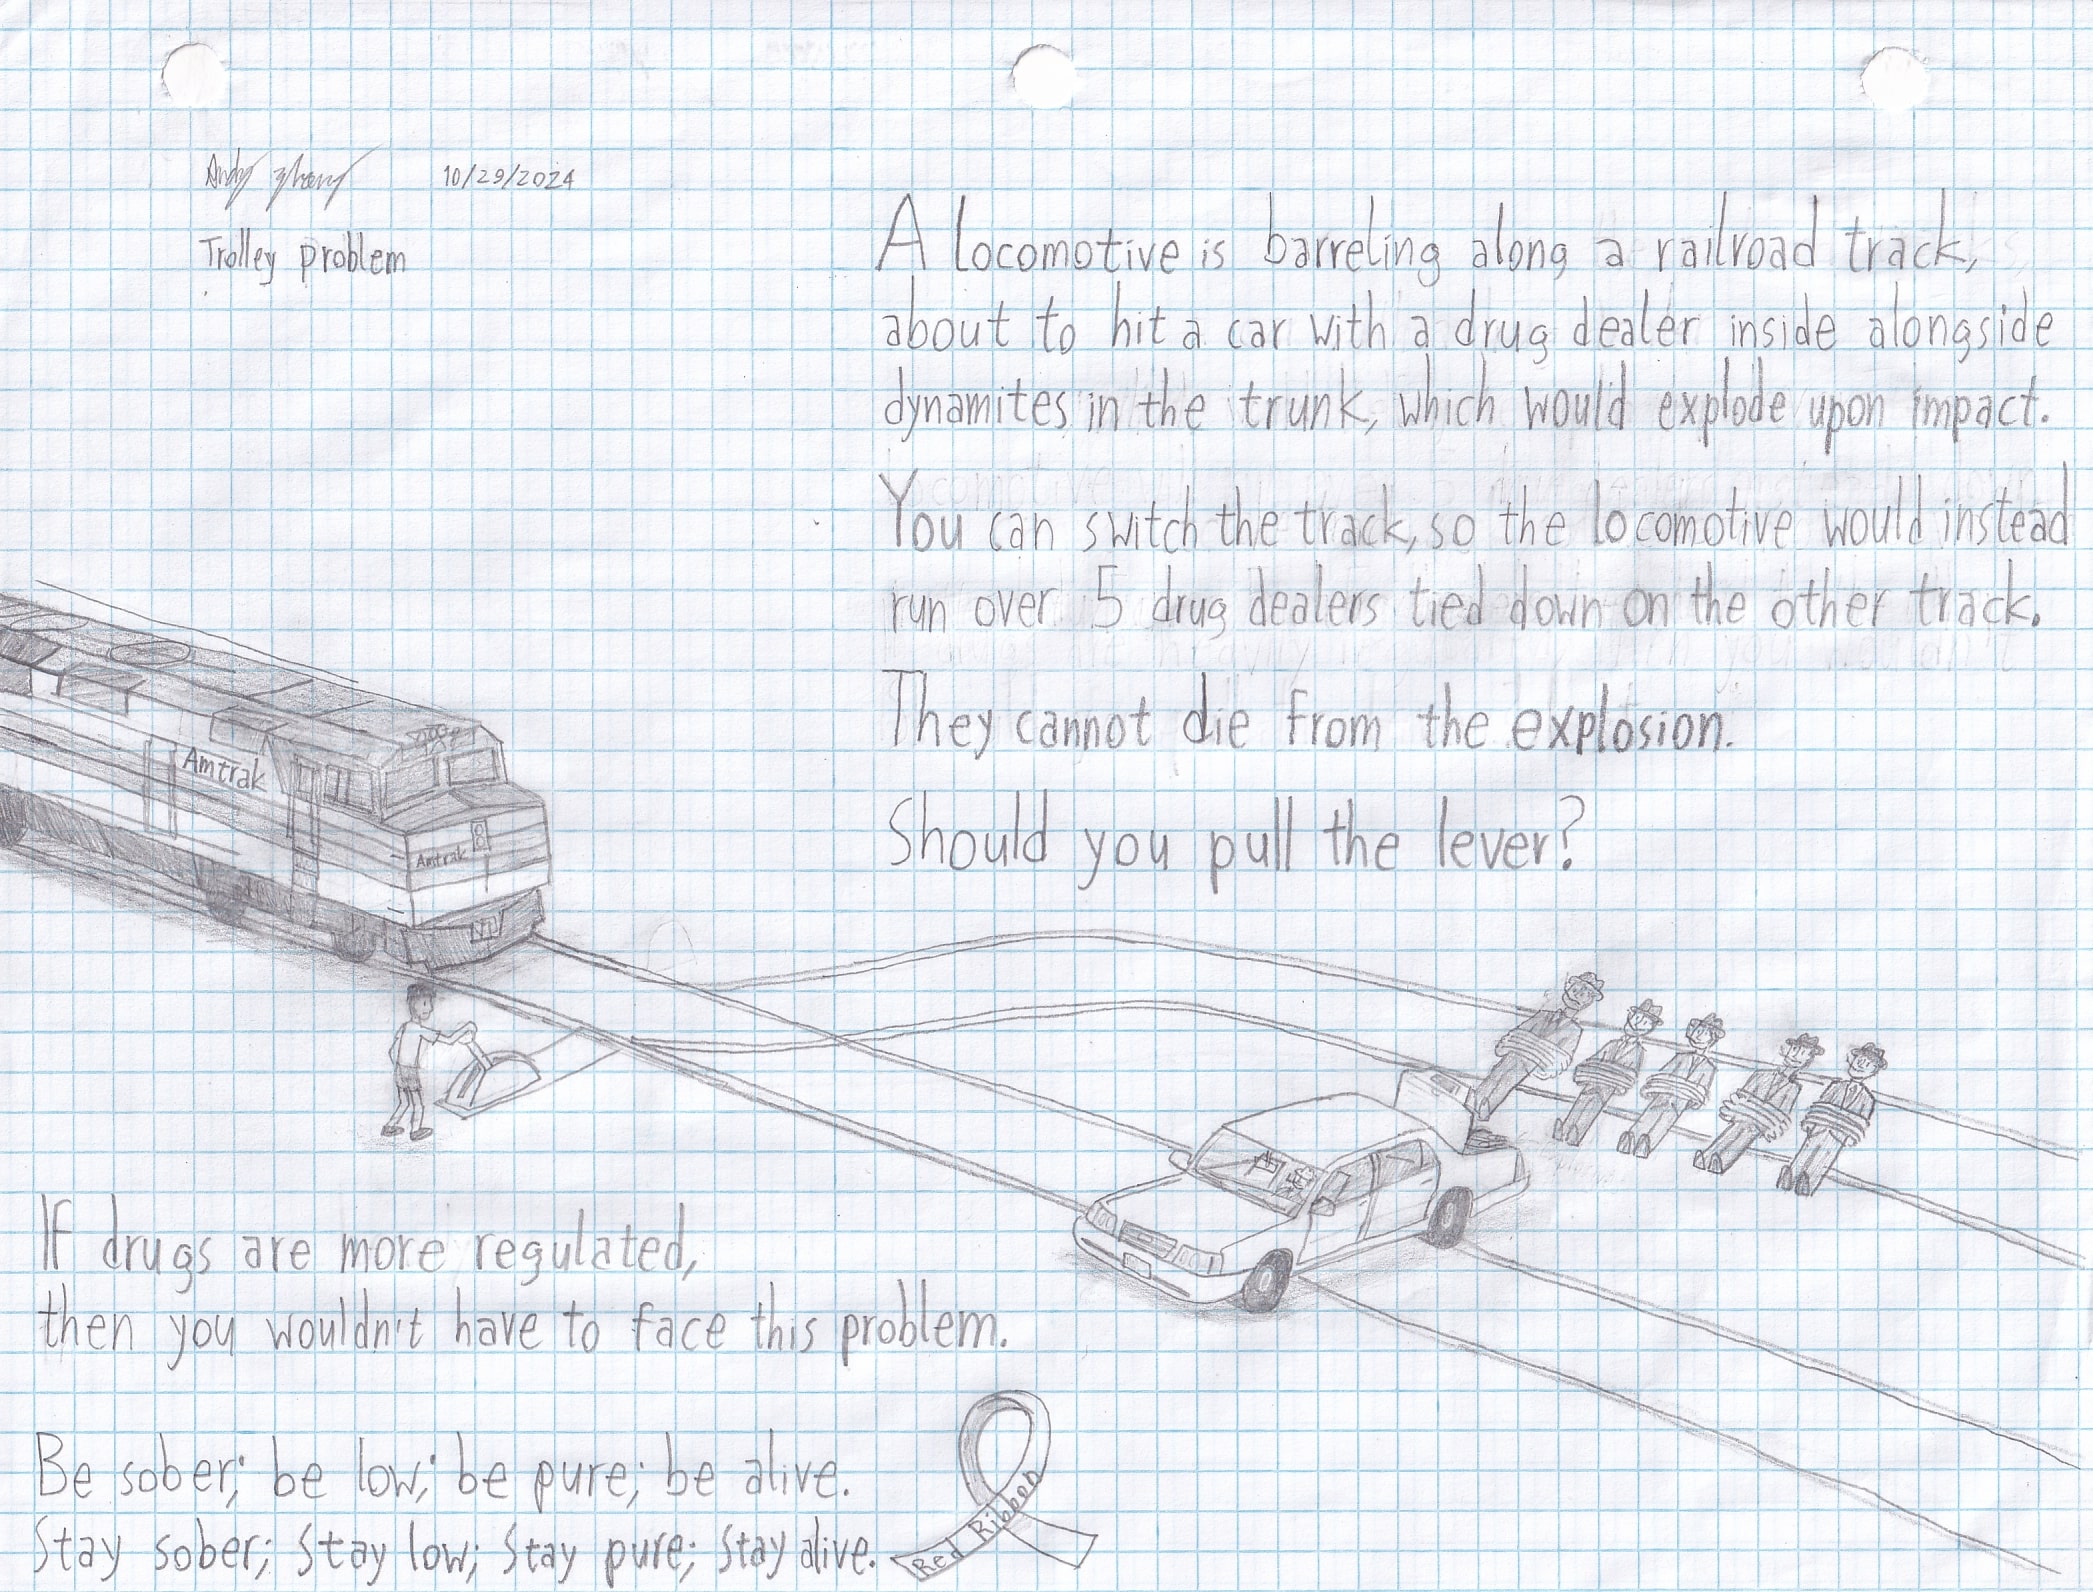 Andy Zhang 10/29/2024
Trolley problem
A locomotive is barreling along a railroad track,
about to hit a car with a drug dealer inside alongside
dynamites in the trunk, which would explode upon impact.
You can switch the track, so the locomotive would instead
run over 5 drug dealers tied down on the other track.
They cannot die from the explosion.
Should you pull the lever?
Amtrak
Amtrak
If drugs are more regulated,
then you wouldn't have to face this problem.
Be sober; be low; be pure; be alive.
Stay sober; Stay low; Stay pure; Stay alive.
Red Ribbon